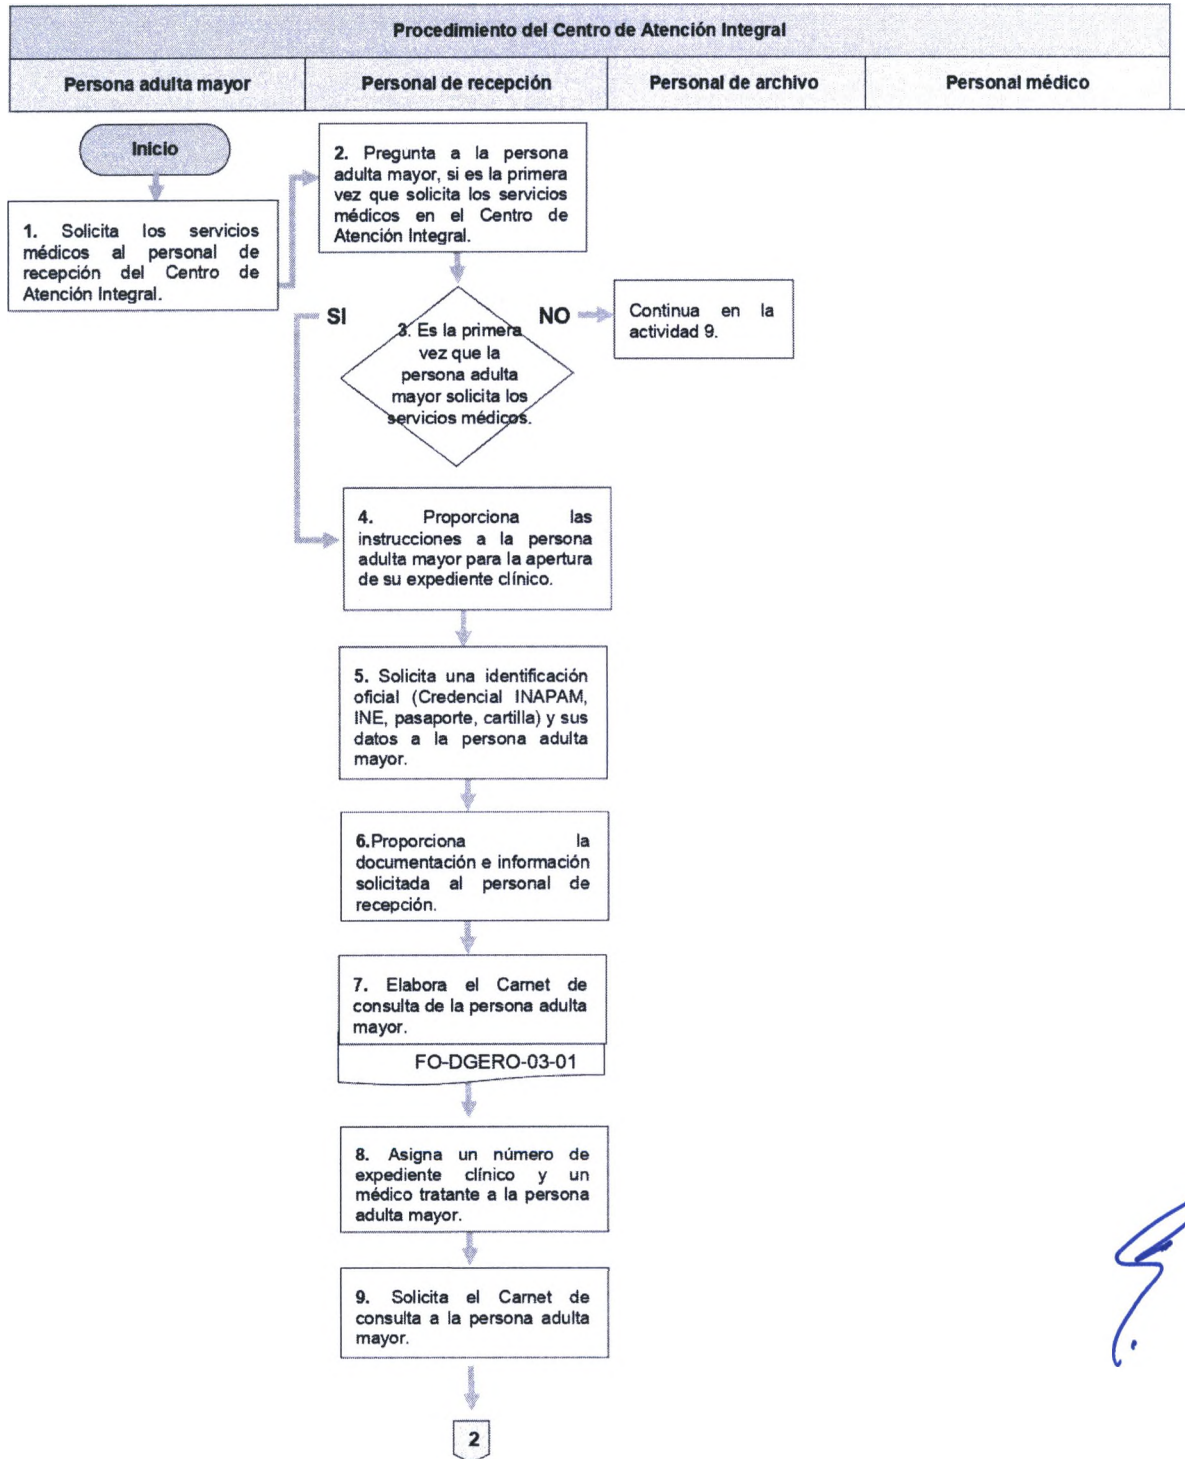 Procedimiento del Centro de Atención Integral
Persona adulta mayor
Personal de recepción
Personal de archivo
Personal médico
Inicio
1. Solicita los servicios
médicos al personal de
recepción del Centro de
Atención Integral.
2. Pregunta a la persona
adulta mayor, si es la primera
vez que solicita los servicios
médicos en el Centro de
Atención Integral.
SI
3. Es la primera
vez que la
persona adulta
mayor solicita los
servicios médicos.
NO
Continua en la
actividad 9.
4. Proporciona las
instrucciones a la persona
adulta mayor para la apertura
de su expediente clínico.
5. Solicita una identificación
oficial (Credencial INAPAM,
INE, pasaporte, cartilla) y sus
datos a la persona adulta
mayor.
6.Proporciona la
documentación e información
solicitada al personal de
recepción.
7. Elabora el Carnet de
consulta de la persona adulta
mayor.
FO-DGERO-03-01
8. Asigna un número de
expediente clínico y un
médico tratante a la persona
adulta mayor.
9. Solicita el Carnet de
consulta a la persona adulta
mayor.
2